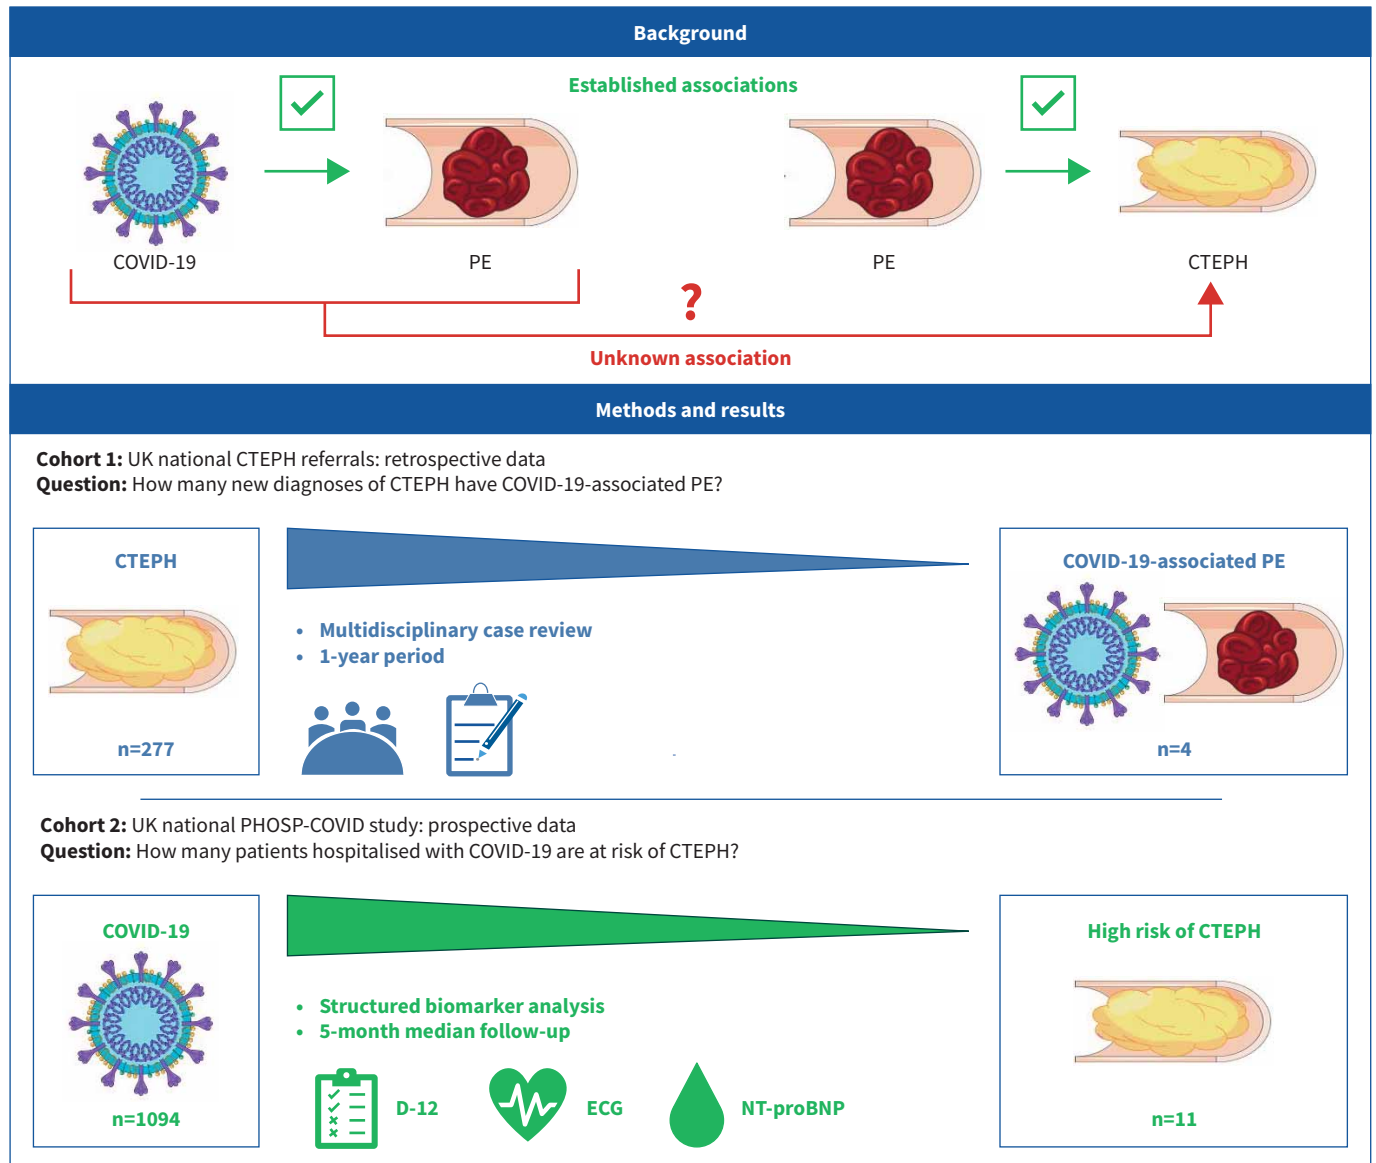 Background
Established associations
COVID-19
PE
PE
CTEPH
?
Unknown association
Methods and results
Cohort 1: UK national CTEPH referrals: retrospective data
Question: How many new diagnoses of CTEPH have COVID-19-associated PE?
CTEPH
n=277
• Multidisciplinary case review
• 1-year period
COVID-19-associated PE
n=4
Cohort 2: UK national PHOSP-COVID study: prospective data
Question: How many patients hospitalised with COVID-19 are at risk of CTEPH?
COVID-19
n=1094
• Structured biomarker analysis
• 5-month median follow-up
D-12
ECG
NT-proBNP
High risk of CTEPH
n=11